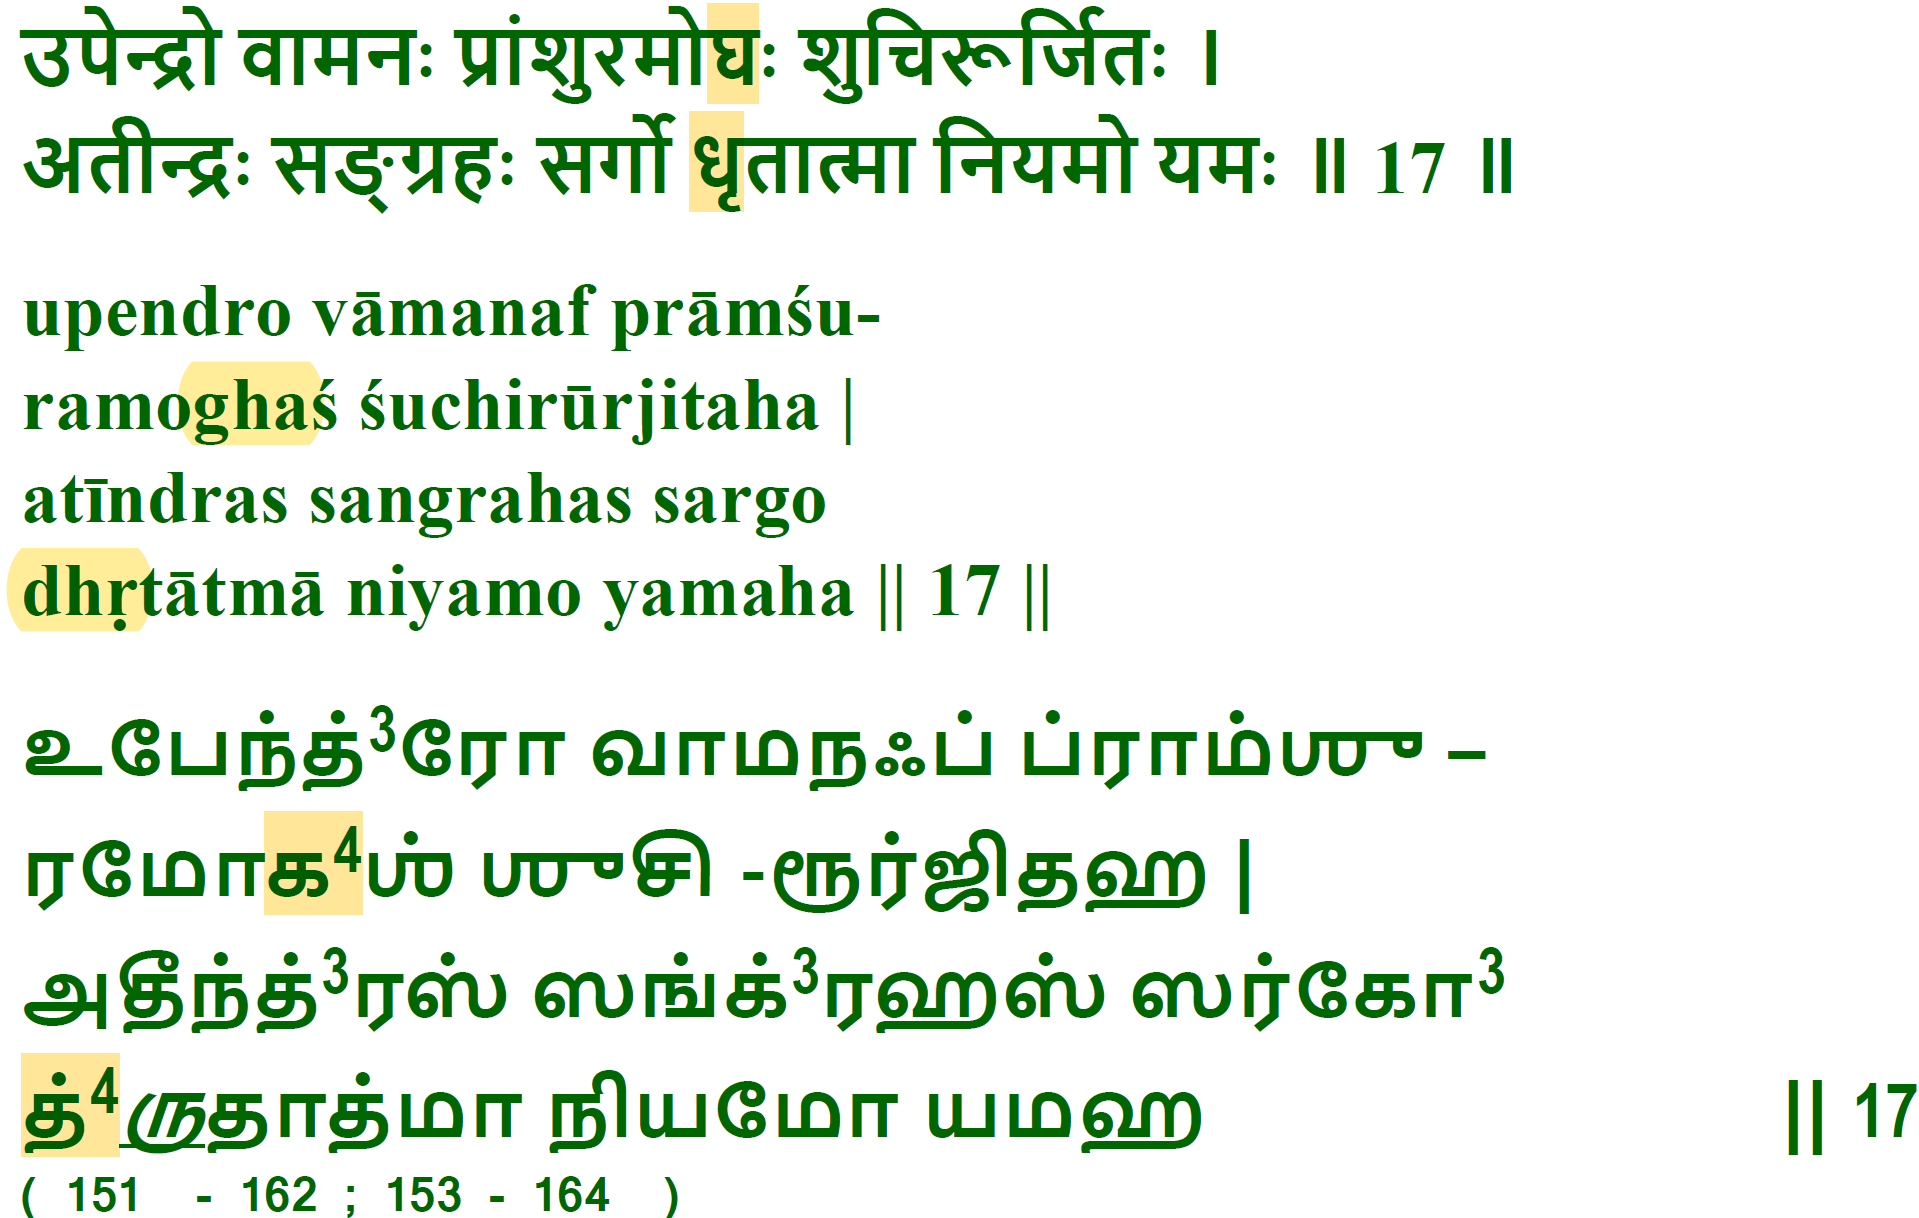 उपेन्द्रो वामनः प्रांशुरमोघः शुचिरूर्जितः ।
अतीन्द्रः सङ्ग्रहः सर्गो धृतात्मा नियमो यमः ॥ 17 ॥
upendro vāmanaf prāmśu-
ramoghaś śuchirūrjitaha |
atīndras sangrahas sargo
dhṛtātmā niyamo yamaha || 17 ||
உபேந்த்³ரோ வாமநஃப் ப்ராம்ஶு –
ரமோக⁴ஶ் ஶுசி -ரூர்ஜிதஹ |
அதீந்த்³ரஸ் ஸங்க்³ரஹஸ் ஸர்கோ³
த்⁴ருதாத்மா நியமோ யமஹ || 17
( 151 - 162 ; 153 - 164 )